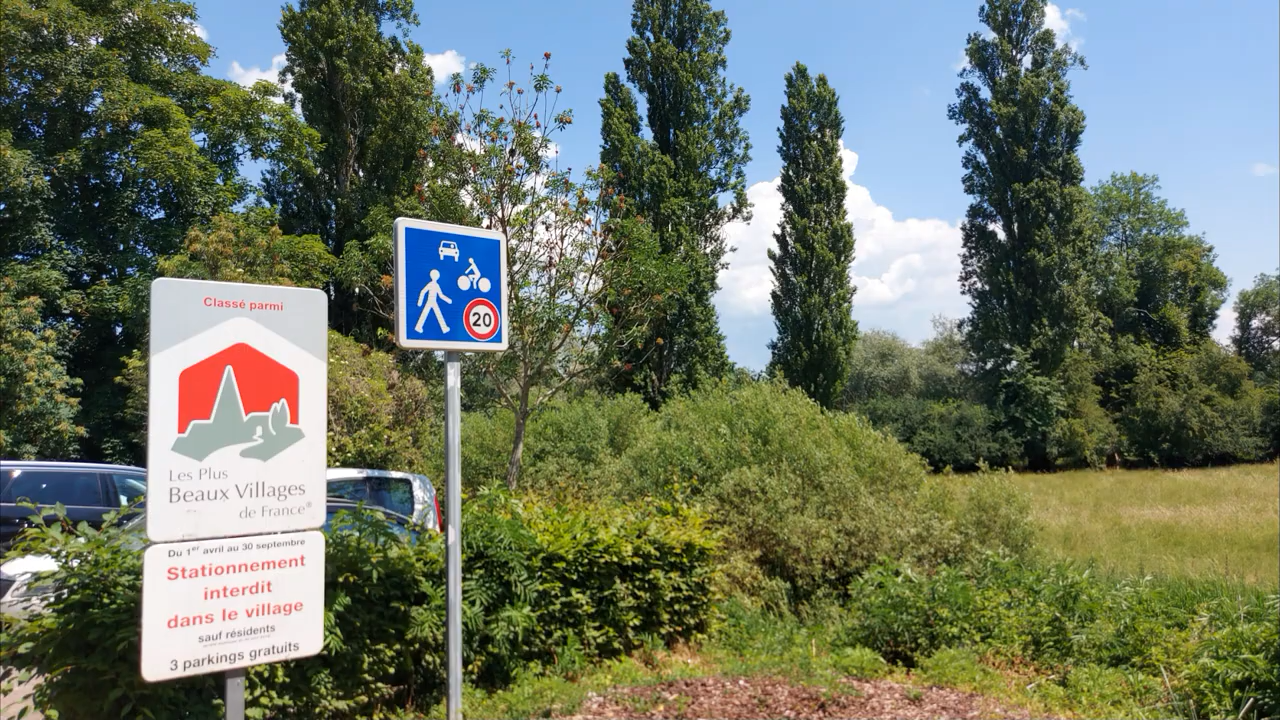 Classé parmi
Les Plus
Beaux Villages
de France®
Du 1er avril au 30 septembre
Stationnement
interdit
dans le village
sauf résidents
3 parkings gratuits
20